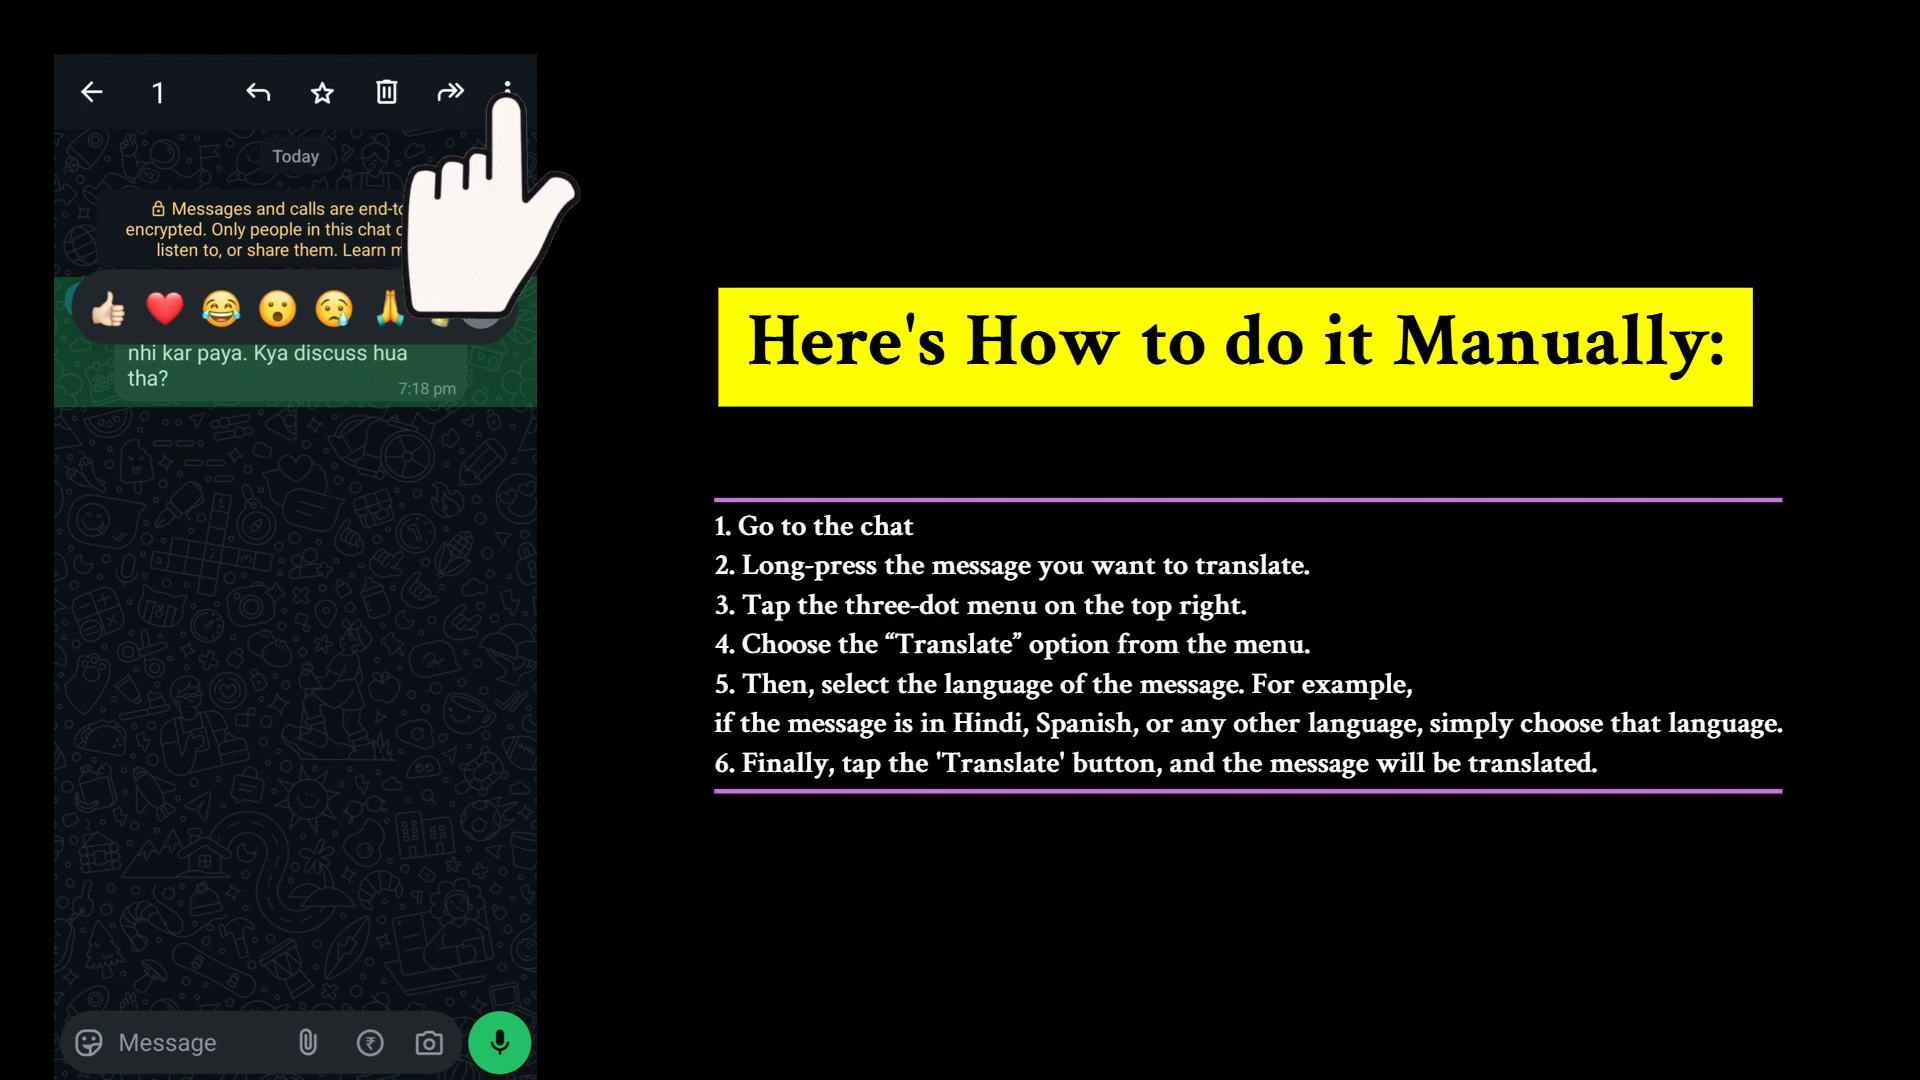 1
Today
Messages and calls are end-to
encrypted. Only people in this chat
listen to, or share them. Learn
nhi kar paya. Kya discuss hua
tha?
7:18 pm
Message
Here's How to do it Manually:
1. Go to the chat
2. Long-press the message you want to translate.
3. Tap the three-dot menu on the top right.
4. Choose the “Translate” option from the menu.
5. Then, select the language of the message. For example,
if the message is in Hindi, Spanish, or any other language, simply choose that language.
6. Finally, tap the 'Translate' button, and the message will be translated.